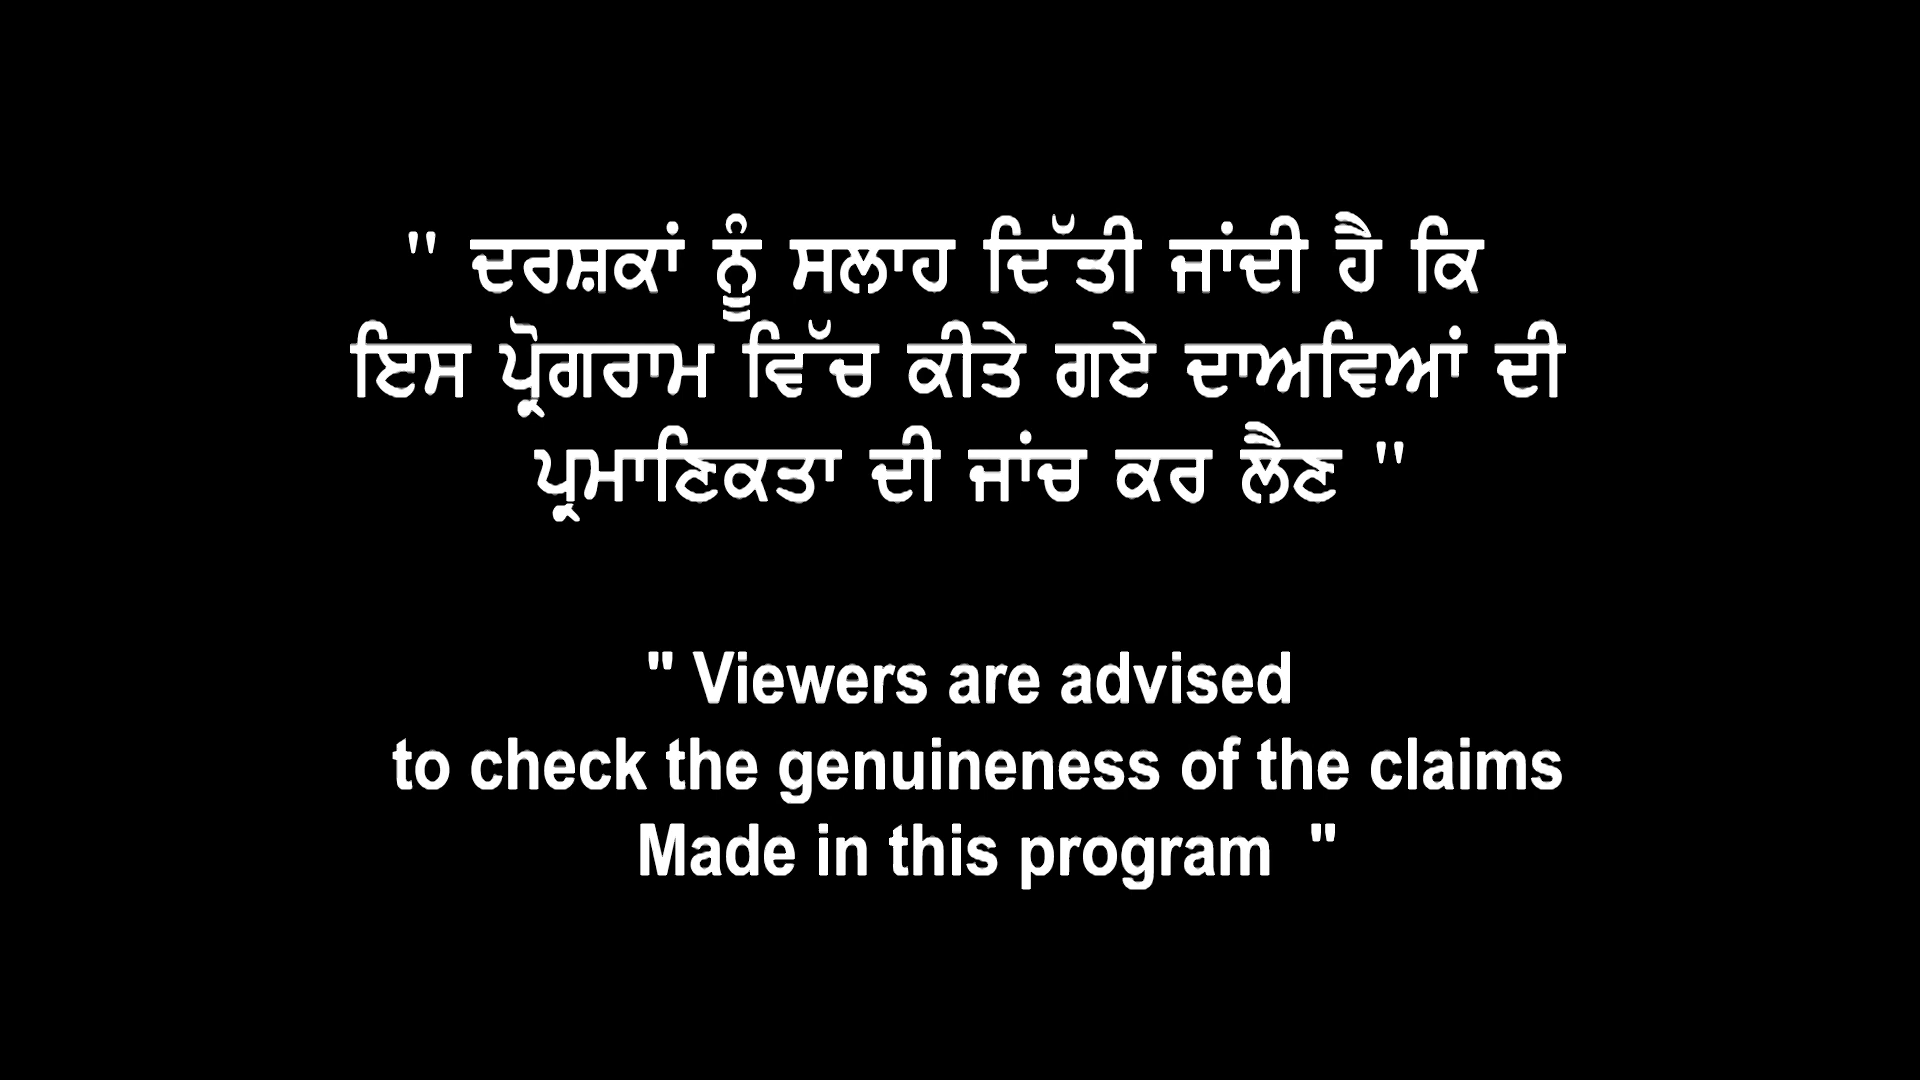 " ਦਰਸ਼ਕਾਂ ਨੂੰ ਸਲਾਹ ਦਿੱਤੀ ਜਾਂਦੀ ਹੈ ਕਿ
ਇਸ ਪ੍ਰੋਗਰਾਮ ਵਿੱਚ ਕੀਤੇ ਗਏ ਦਾਅਵਿਆਂ ਦੀ
ਪ੍ਰਮਾਣਿਕਤਾ ਦੀ ਜਾਂਚ ਕਰ ਲੈਣ "
" Viewers are advised
to check the genuineness of the claims
Made in this program "